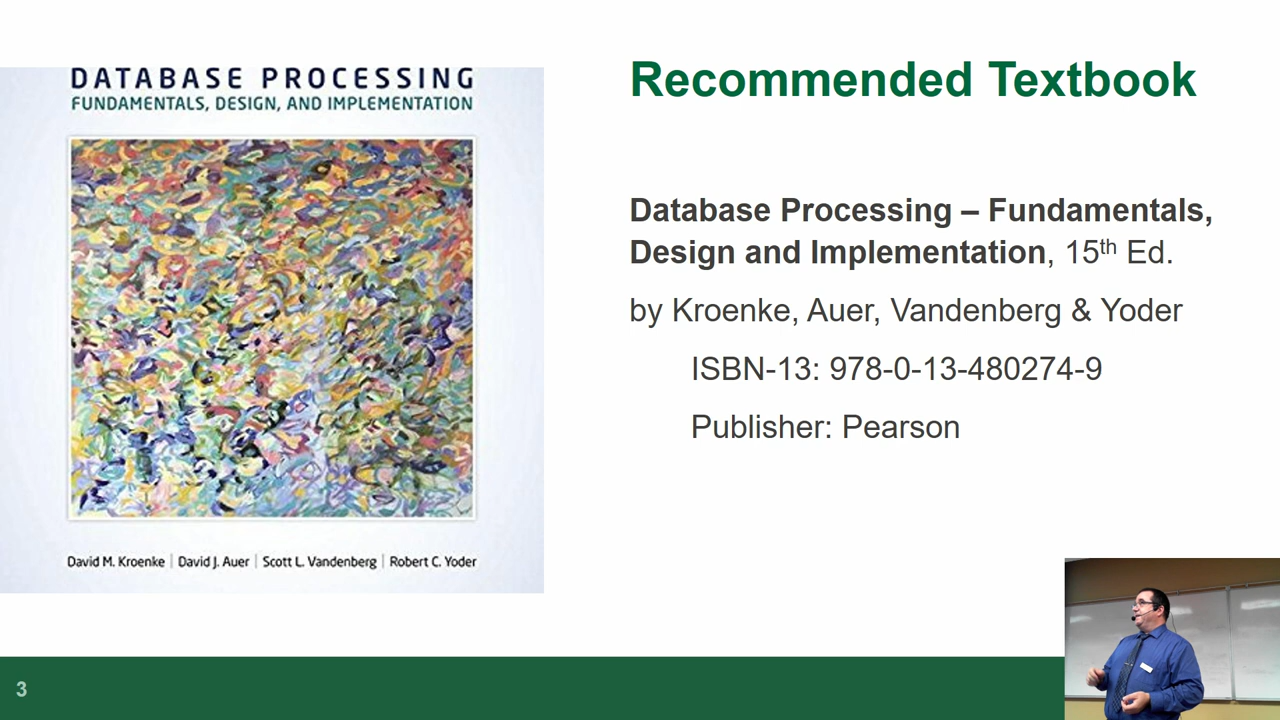 DATABASE PROCESSING
FUNDAMENTALS, DESIGN, AND IMPLEMENTATION
David M. Kroenke | David J. Auer | Scott L. Vandenberg | Robert C. Yoder
Recommended Textbook
Database Processing – Fundamentals,
Design and Implementation, 15th Ed.
by Kroenke, Auer, Vandenberg & Yoder
ISBN-13: 978-0-13-480274-9
Publisher: Pearson
3